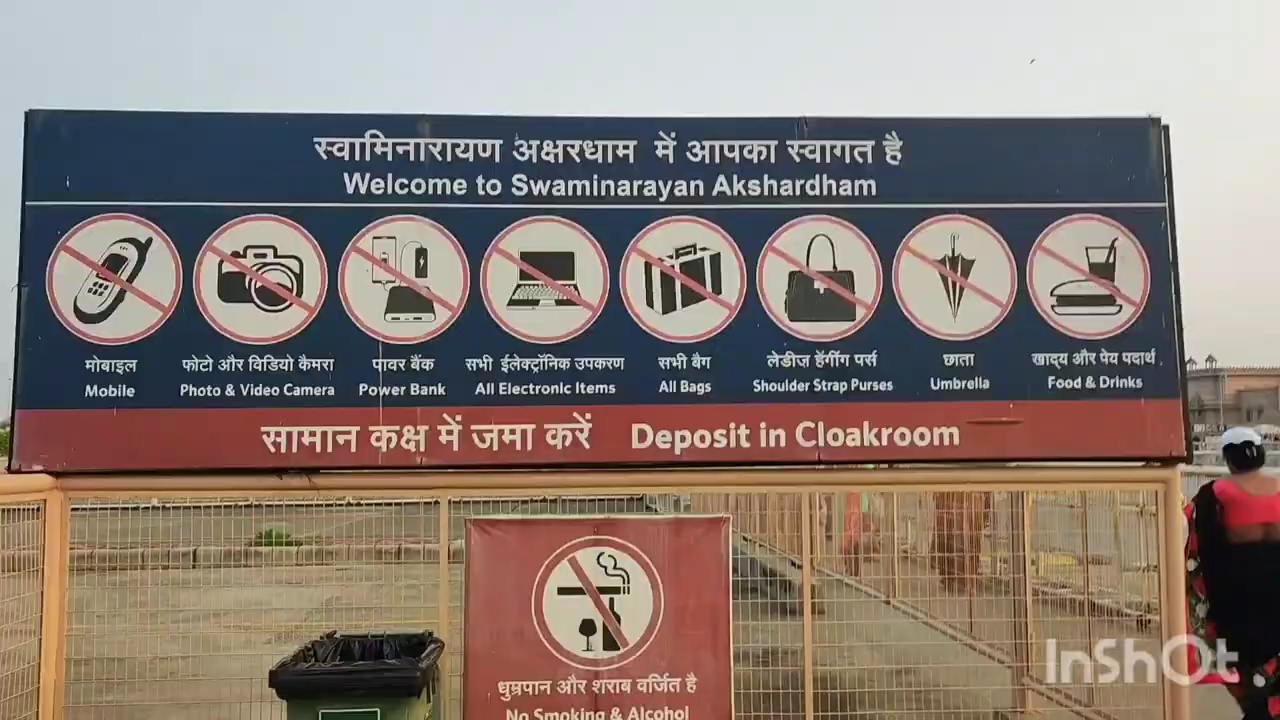 स्वामिनारायण अक्षरधाम में आपका स्वागत है
Welcome to Swaminarayan Akshardham
मोबाइल
Mobile
फोटो और विडियो कैमरा
Photo & Video Camera
पावर बैंक
Power Bank
सभी ईलेक्ट्रॉनिक उपकरण
All Electronic Items
सभी बैग
All Bags
लेडीज़ हेंगींग पर्स
Shoulder Strap Purses
छाता
Umbrella
खाद्य और पेय पदार्थ
Food & Drinks
सामान कक्ष में जमा करें Deposit in Cloakroom
धुम्रपान और शराब वर्जित है
No Smoking & Alcohol
InShOt